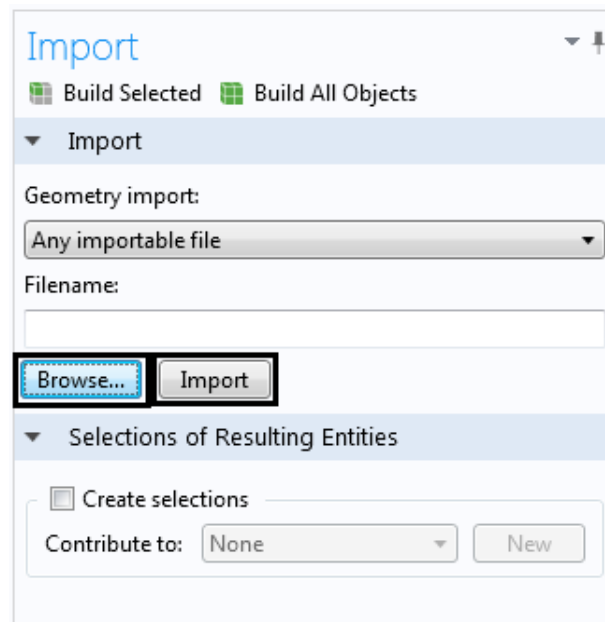 Import
Build Selected Build All Objects
Import
Geometry import:
Any importable file
Filename:
Browse... Import
Selections of Resulting Entities
Create selections
Contribute to: None New